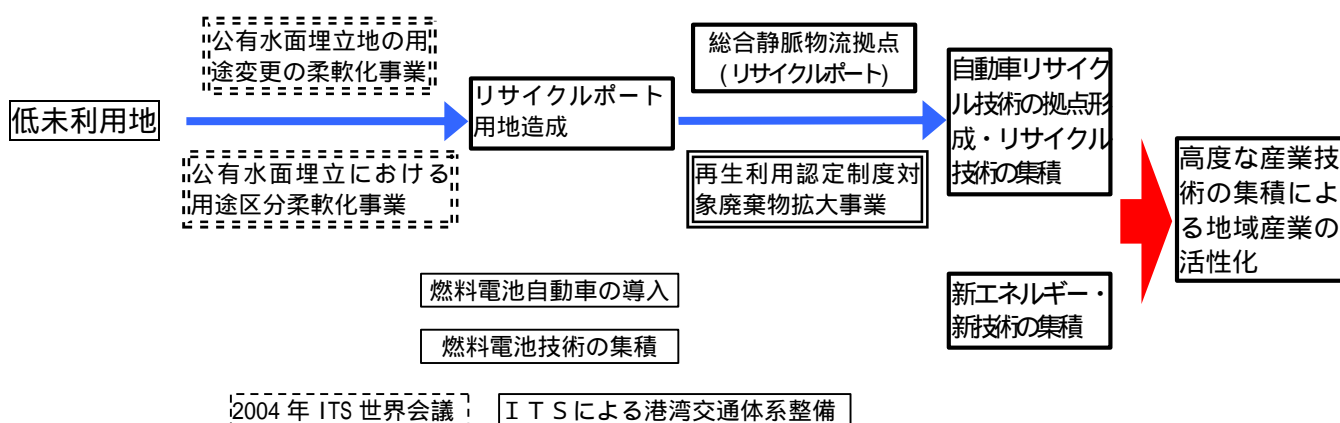 公有水面埋立地の用
途変更の柔軟化事業
総合静脈物流拠点
(リサイクルポート)
低未利用地
リサイクルポート
用地造成
自動車リサイク
ル技術の拠点形
成・リサイクル
技術の集積
公有水面埋立における
用途区分柔軟化事業
再生利用認定制度対
象廃棄物拡大事業
高度な産業技
術の集積によ
る地域産業の
活性化
燃料電池自動車の導入
新エネルギー・
新技術の集積
燃料電池技術の集積
2004 年 ITS 世界会議
ＩＴＳによる港湾交通体系整備